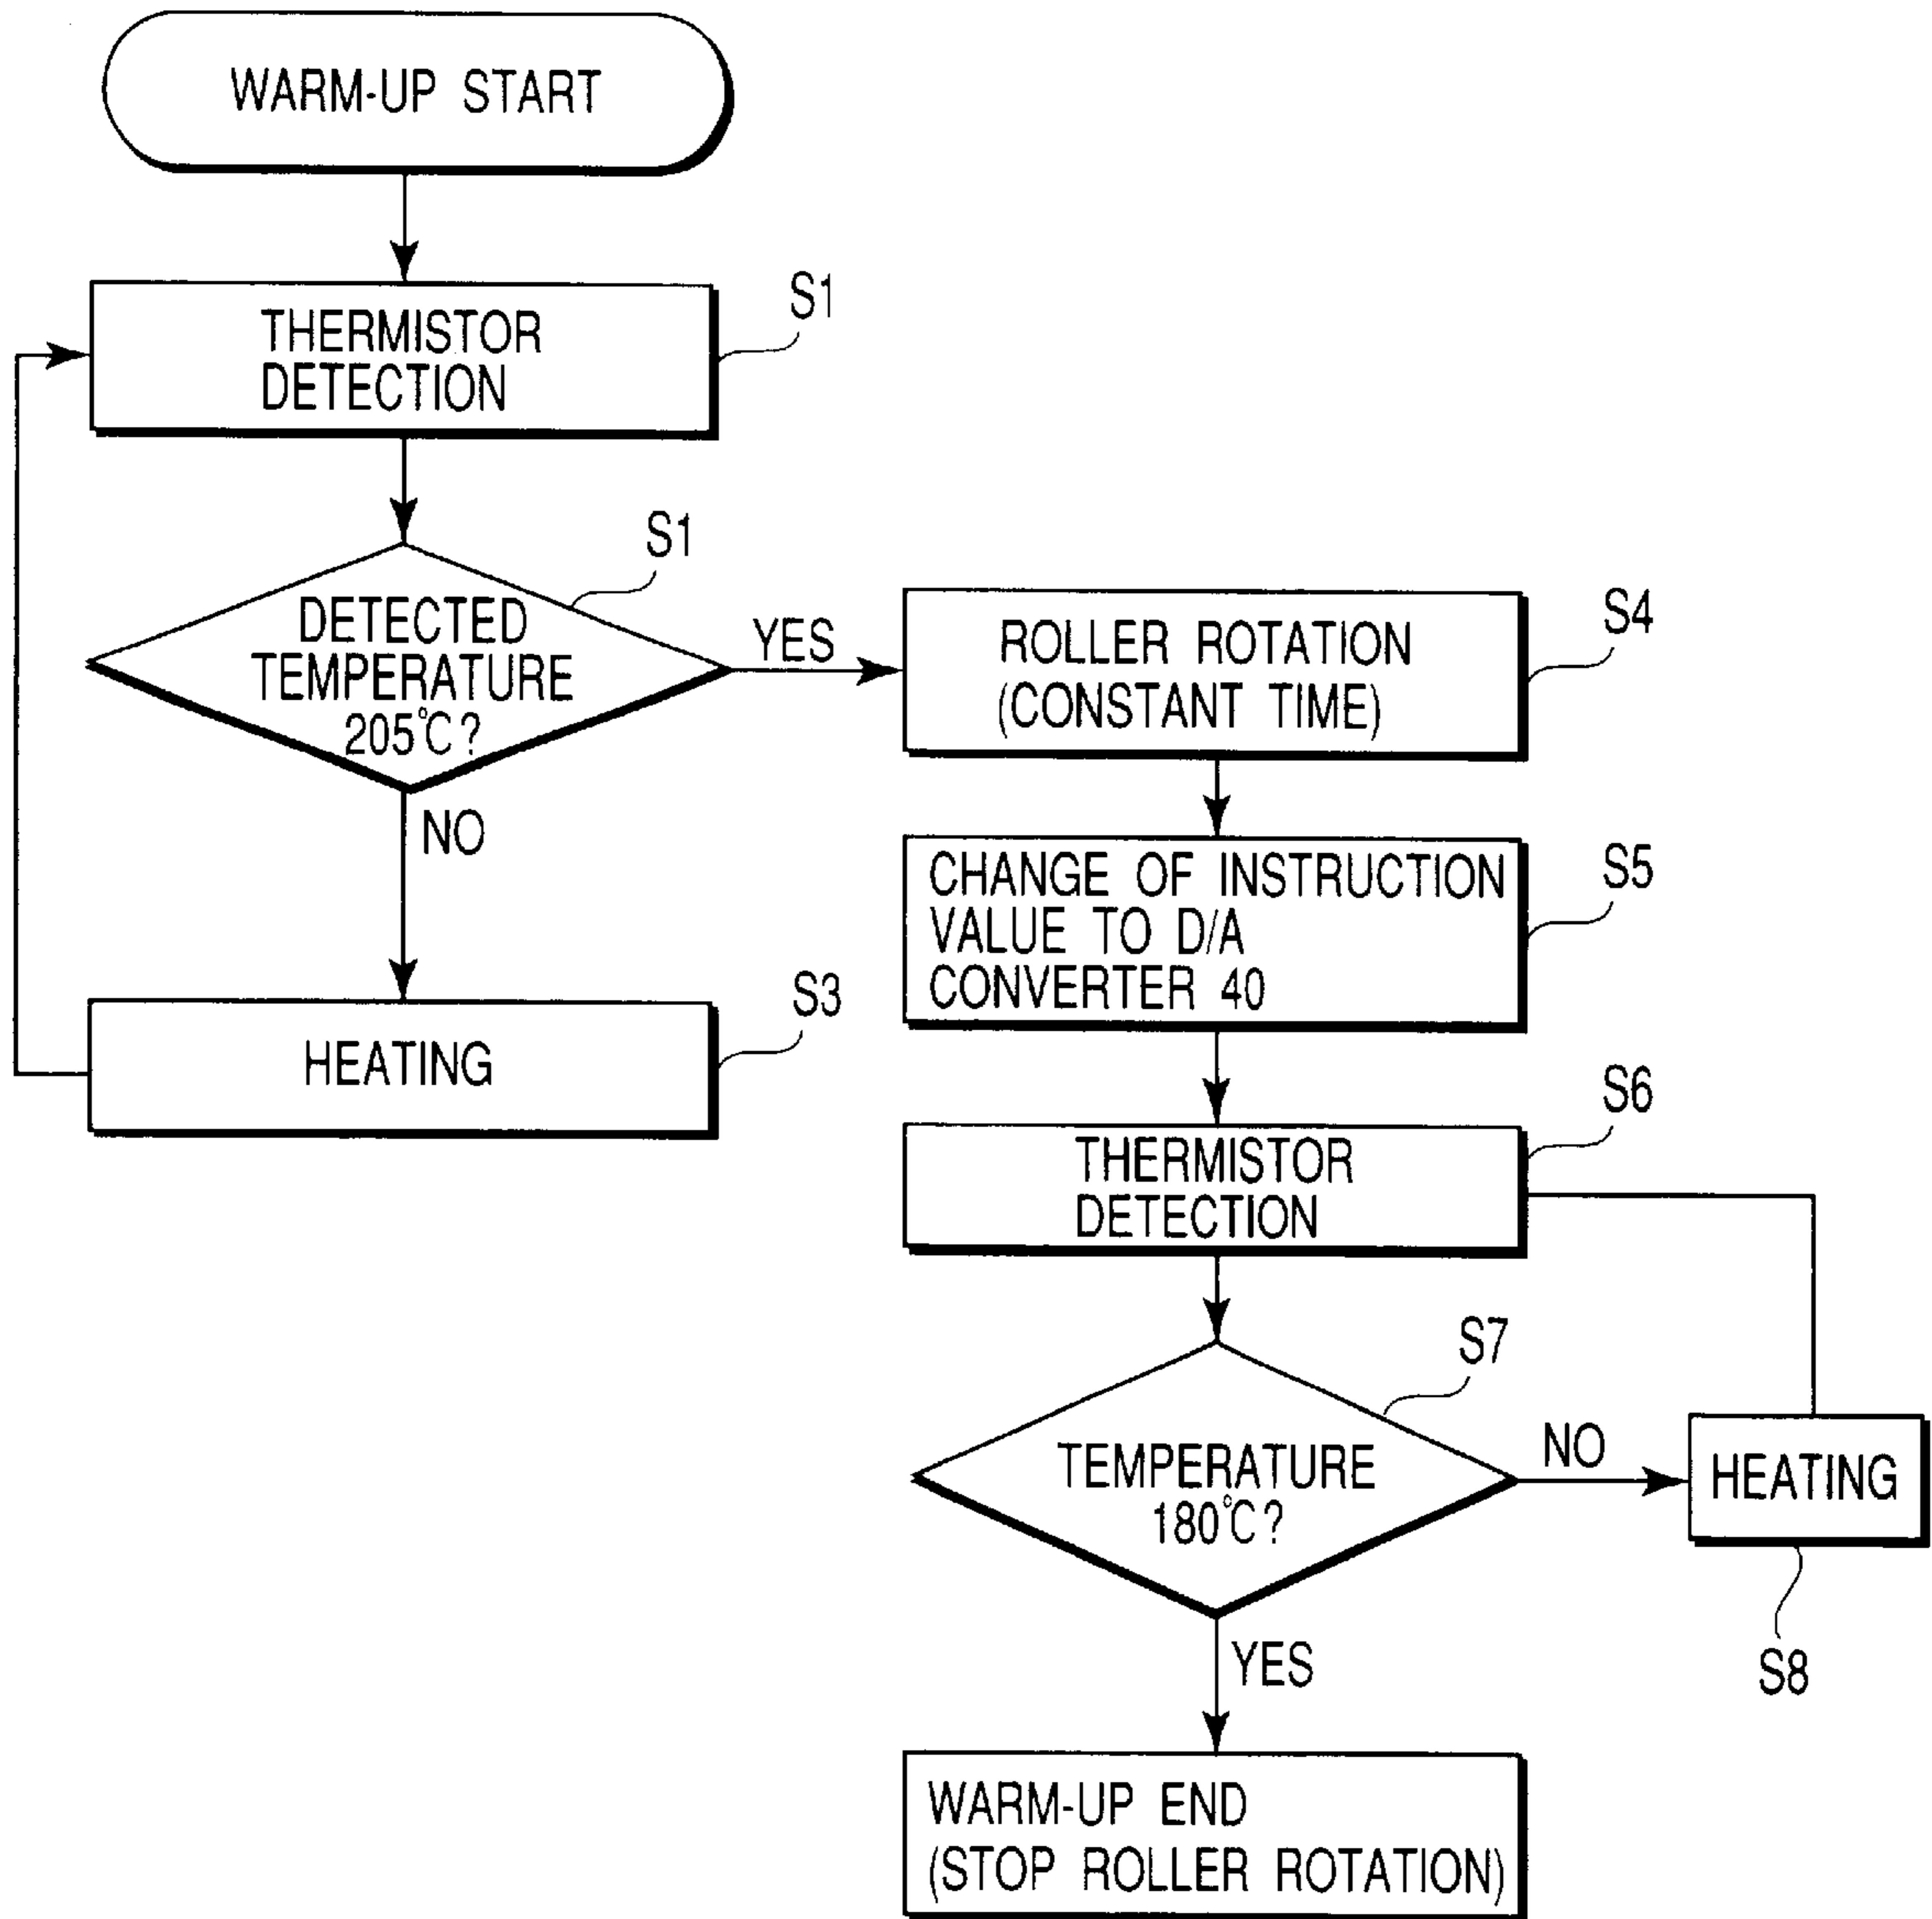 WARM-UP START
THERMISTOR
DETECTION
S1
DETECTED
TEMPERATURE
205°C?
S1
YES
NO
HEATING
S3
ROLLER ROTATION
(CONSTANT TIME)
S4
CHANGE OF INSTRUCTION
VALUE TO D/A
CONVERTER 40
S5
THERMISTOR
DETECTION
S6
TEMPERATURE
180°C?
S7
NO
HEATING
S8
YES
WARM-UP END
(STOP ROLLER ROTATION)